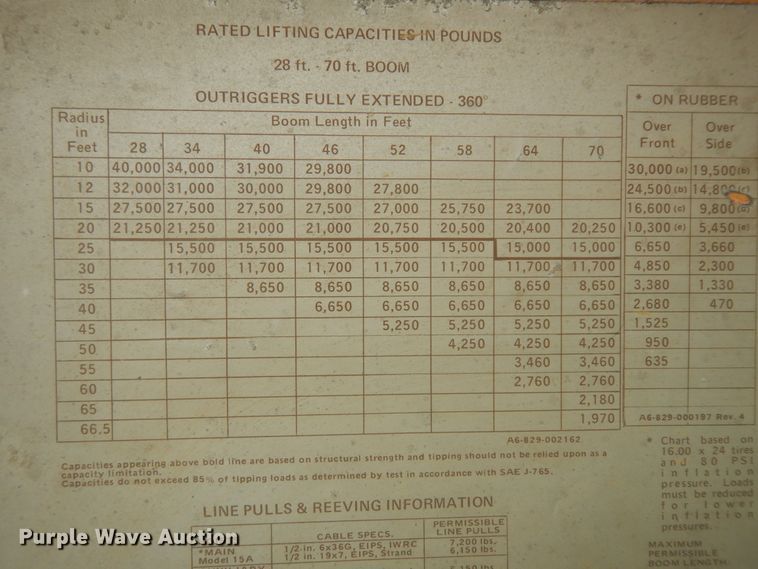 RATED LIFTING CAPACITIES IN POUNDS
28 ft. - 70 ft. BOOM
OUTRIGGERS FULLY EXTENDED - 360°
Radius in Feet
Boom Length in Feet
28 34 40 46 52 58 64 70
10 40,000 34,000 31,900 29,800
12 32,000 31,000 30,000 29,800 27,800
15 27,500 27,500 27,500 27,500 27,000 25,750 23,700
20 21,250 21,250 21,000 21,000 20,750 20,500 20,400 20,250
25 15,500 15,500 15,500 15,500 15,500 15,000 15,000
30 11,700 11,700 11,700 11,700 11,700 11,700 11,700
35 8,650 8,650 8,650 8,650 8,650 8,650
40 6,650 6,650 6,650 6,650 6,650
45 5,250 5,250 5,250 5,250
50 4,250 4,250 4,250
55 3,460 3,460
60 2,760 2,760
65 2,180
66.5 1,970
A6-829-002162
* ON RUBBER
Over Front Over Side
30,000 (a) 19,500 (b)
24,500 (b) 14,800 (c)
16,600 (c) 9,800 (d)
10,300 (e) 5,450 (e)
6,650 3,660
4,850 2,300
3,380 1,330
2,680 470
1,525
950
635
A6-829-000197 Rev. 4
Capacities appearing above bold line are based on structural strength and tipping should not be relied upon as a
capacity limitation.
Capacities do not exceed 85% of tipping loads as determined by test in accordance with SAE J-765.
* Chart based on
16.00 x 24 tires
and 80 PSI
inflation
pressure. Loads
must be reduced
for lower
inflation
pressures.
MAXIMUM
PERMISSIBLE
BOOM LENGTH
LINE PULLS & REEVING INFORMATION
CABLE SPECS. PERMISSIBLE LINE PULLS
*MAIN 1/2 in. 6x36G, EIPS, IWRC 7,200 lbs.
Model 15A 1/2 in. 19x7, EIPS, Strand 6,150 lbs.
Purple Wave Auction